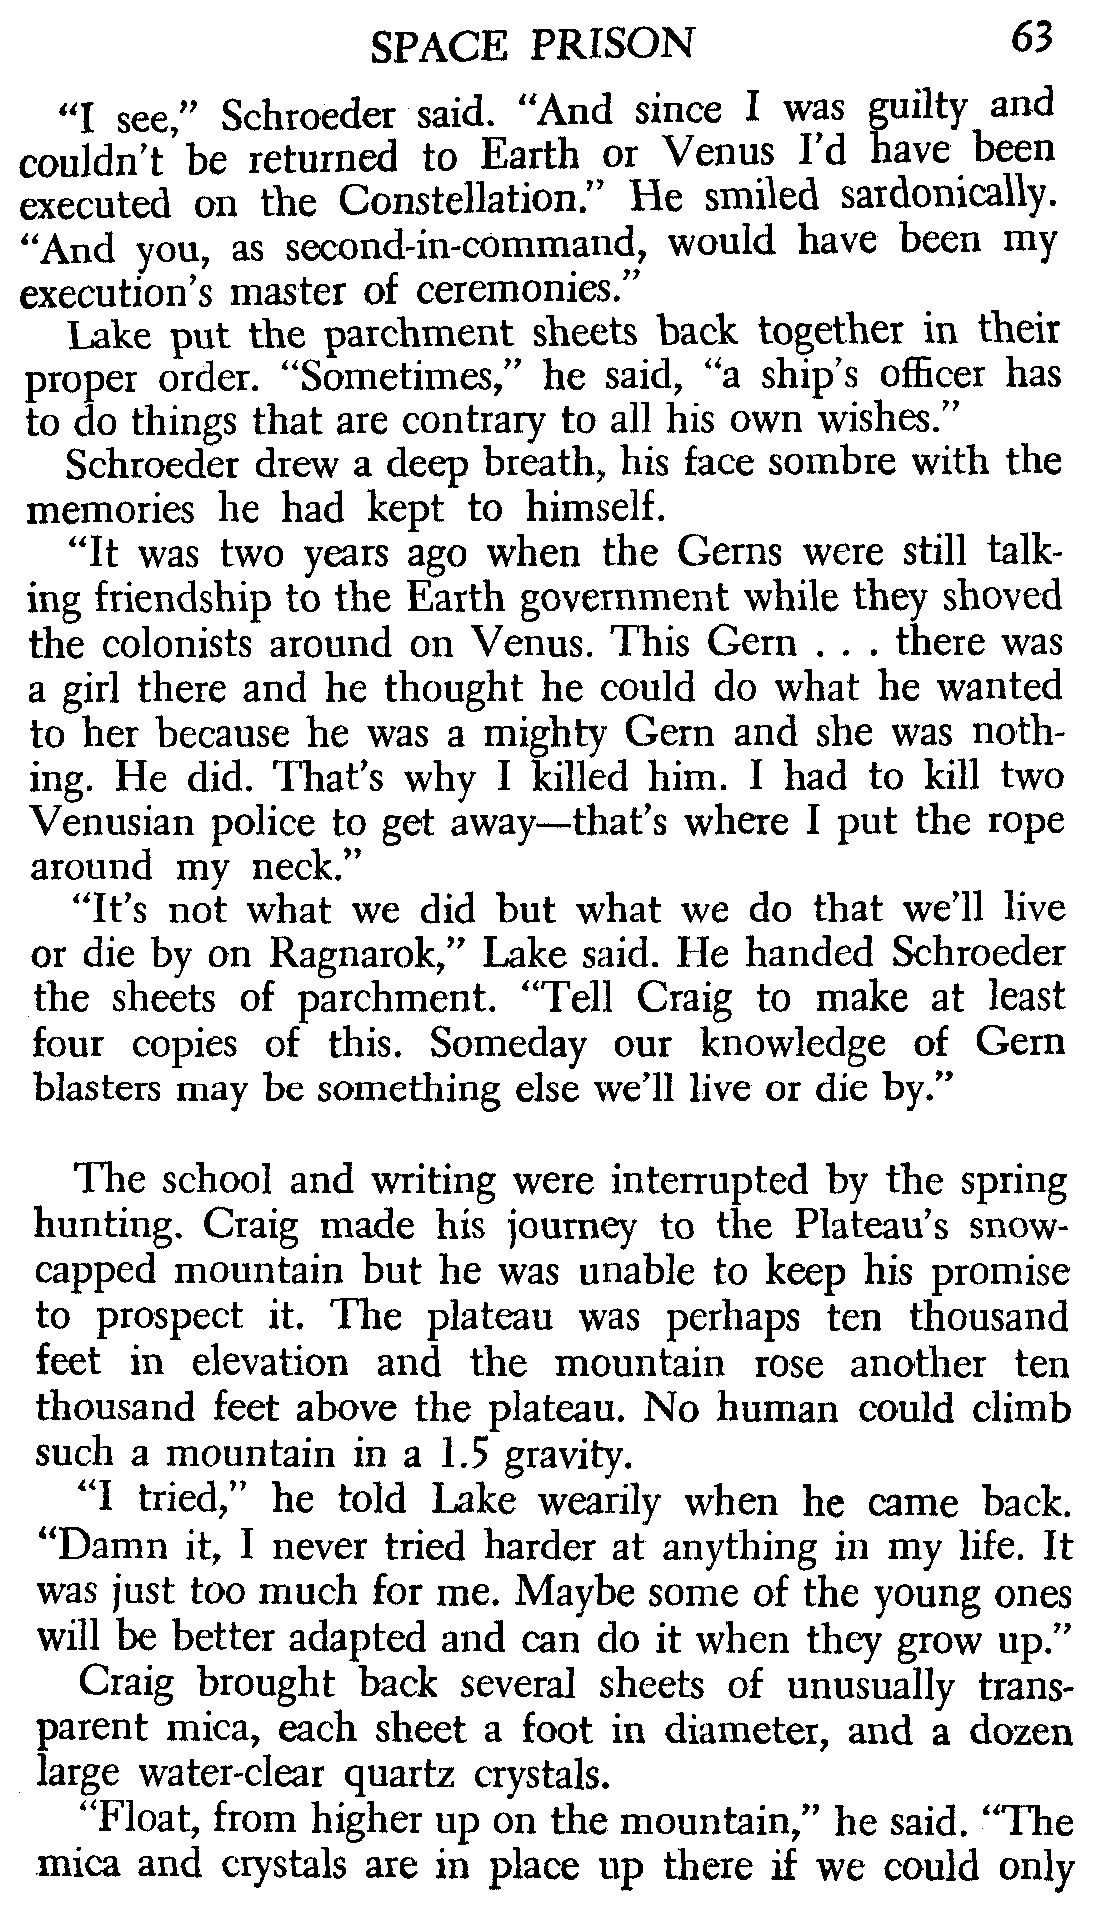 SPACE PRISON 63
“I see,” Schroeder said. “And since I was guilty and
couldn’t be returned to Earth or Venus I’d have been
executed on the Constellation.” He smiled sardonically.
“And you, as second-in-command, would have been my
execution’s master of ceremonies.”
Lake put the parchment sheets back together in their
proper order. “Sometimes,” he said, “a ship’s officer has
to do things that are contrary to all his own wishes.”
Schroeder drew a deep breath, his face sombre with the
memories he had kept to himself.
“It was two years ago when the Gerns were still talk-
ing friendship to the Earth government while they shoved
the colonists around on Venus. This Gern . . . there was
a girl there and he thought he could do what he wanted
to her because he was a mighty Gern and she was noth-
ing. He did. That’s why I killed him. I had to kill two
Venusian police to get away—that’s where I put the rope
around my neck.”
“It’s not what we did but what we do that we’ll live
or die by on Ragnarok,” Lake said. He handed Schroeder
the sheets of parchment. “Tell Craig to make at least
four copies of this. Someday our knowledge of Gern
blasters may be something else we’ll live or die by.”
The school and writing were interrupted by the spring
hunting. Craig made his journey to the Plateau’s snow-
capped mountain but he was unable to keep his promise
to prospect it. The plateau was perhaps ten thousand
feet in elevation and the mountain rose another ten
thousand feet above the plateau. No human could climb
such a mountain in a 1.5 gravity.
“I tried,” he told Lake wearily when he came back.
“Damn it, I never tried harder at anything in my life. It
was just too much for me. Maybe some of the young ones
will be better adapted and can do it when they grow up.”
Craig brought back several sheets of unusually trans-
parent mica, each sheet a foot in diameter, and a dozen
large water-clear quartz crystals.
“Float, from higher up on the mountain,” he said. “The
mica and crystals are in place up there if we could only